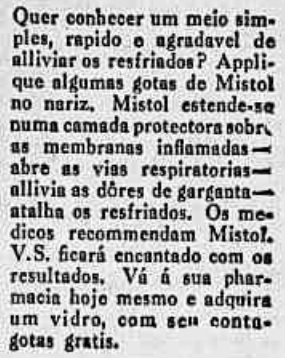 Quer conhecer um meio sim-
ples, rapido e agradavel de
alliviar os resfriados? Appli-
que algumas gotas de Mistol
no nariz. Mistol estende-se
numa camada protectora sobre
as membranas inflamadas—
abre as vias respiratorias—
allivia as dôres de garganta—
atalha os resfriados. Os me-
dicos recommendam Mistol.
V.S. ficará encantado com os
resultados. Vá á sua phar-
macia hoje mesmo e adquira
um vidro, com seu conta-
gotas gratis.